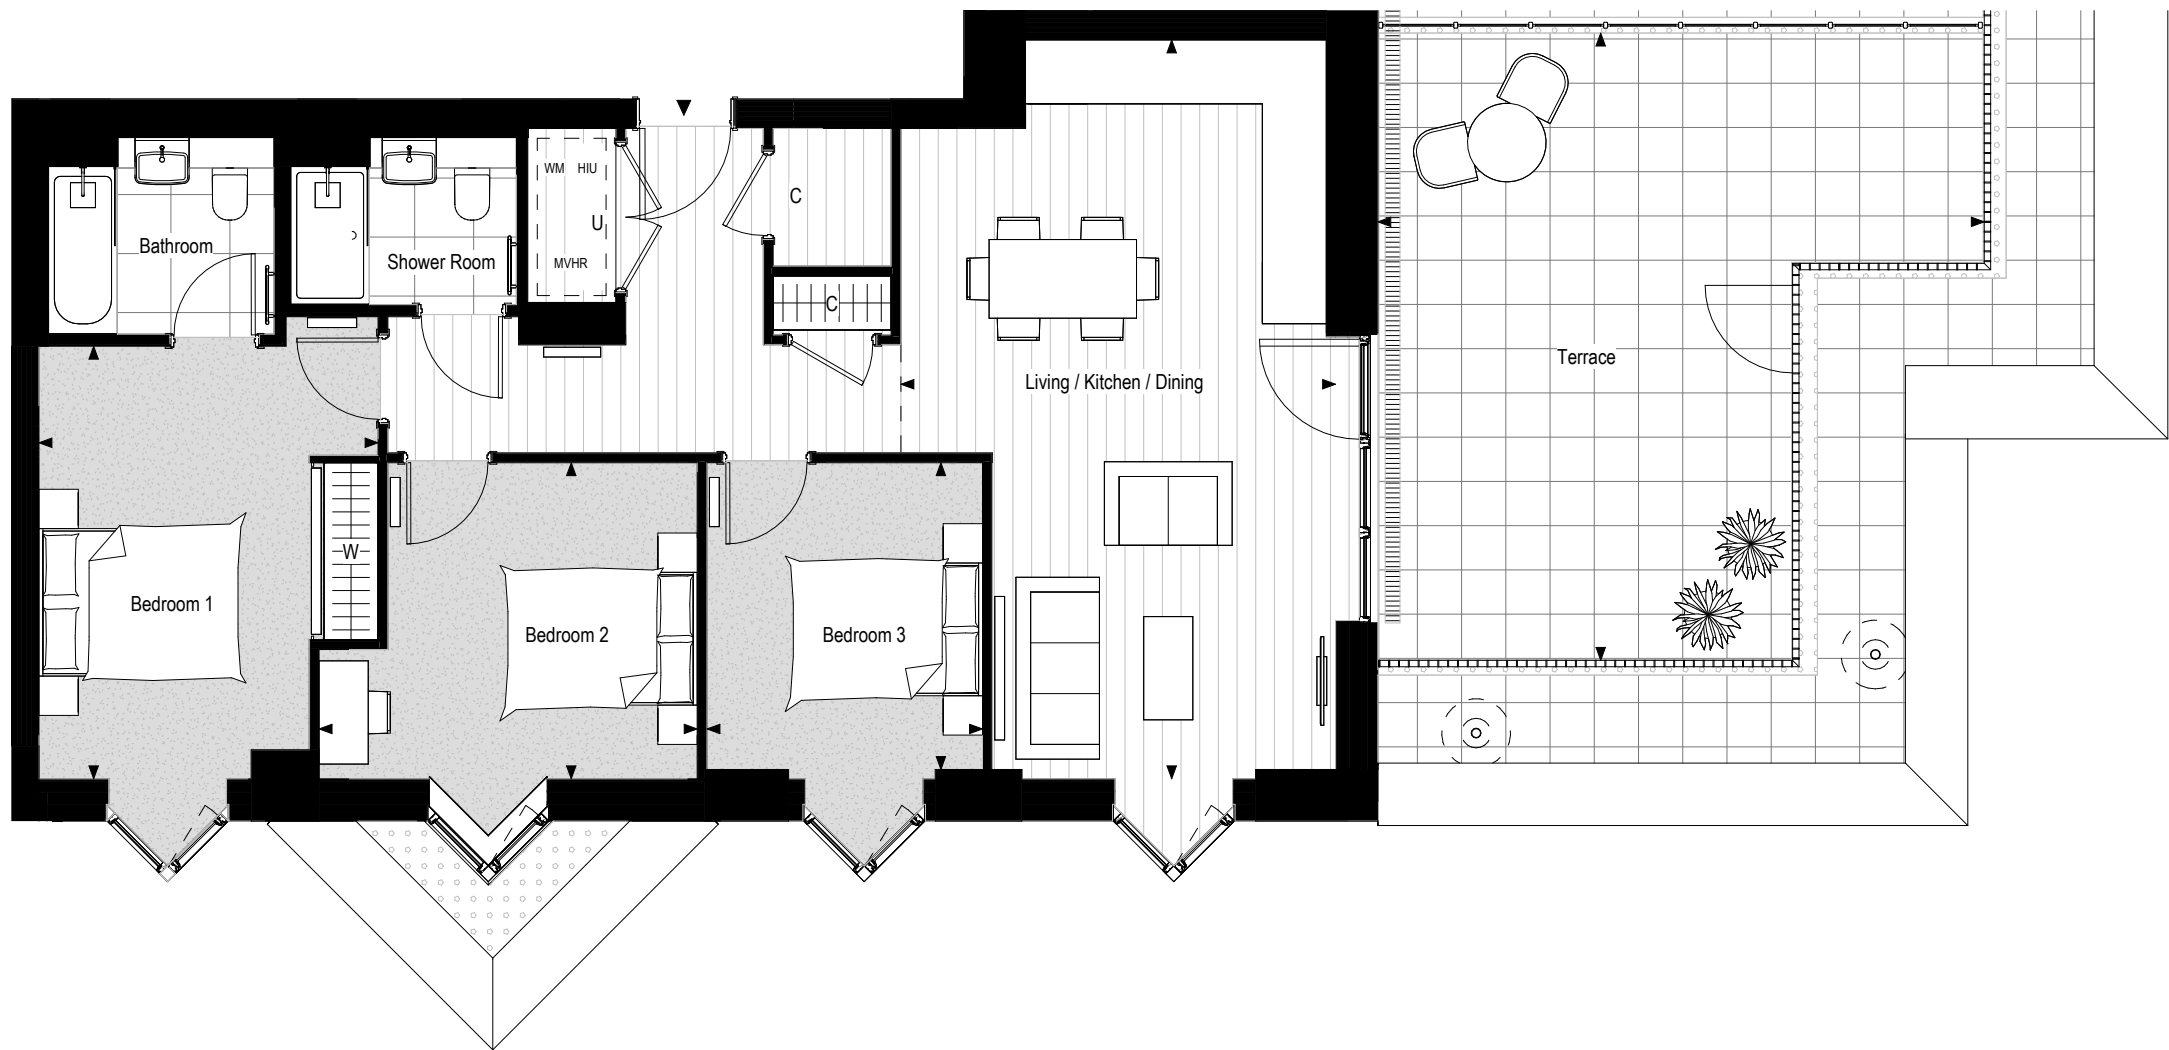 WM HIU
U
MVHR
C
C
Bathroom
Shower Room
Living / Kitchen / Dining
Terrace
W
Bedroom 1
Bedroom 2
Bedroom 3